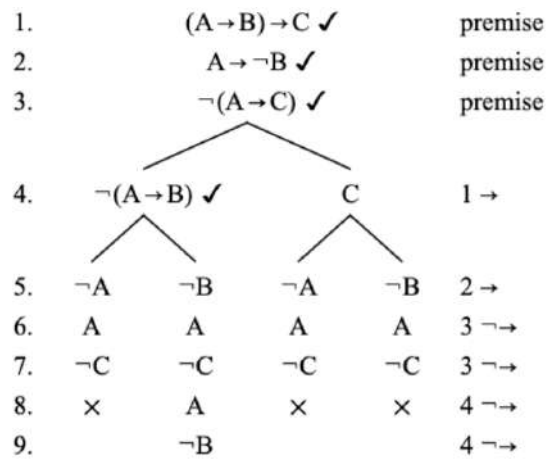 1. (A→B)→C ✓ premise
2. A→¬B ✓ premise
3. ¬(A→C) ✓ premise
4. ¬(A→B) ✓ C 1 →
5. ¬A ¬B ¬A ¬B 2 →
6. A A A A 3 ¬→
7. ¬C ¬C ¬C ¬C 3 ¬→
8. × A × × 4 ¬→
9. ¬B 4 ¬→